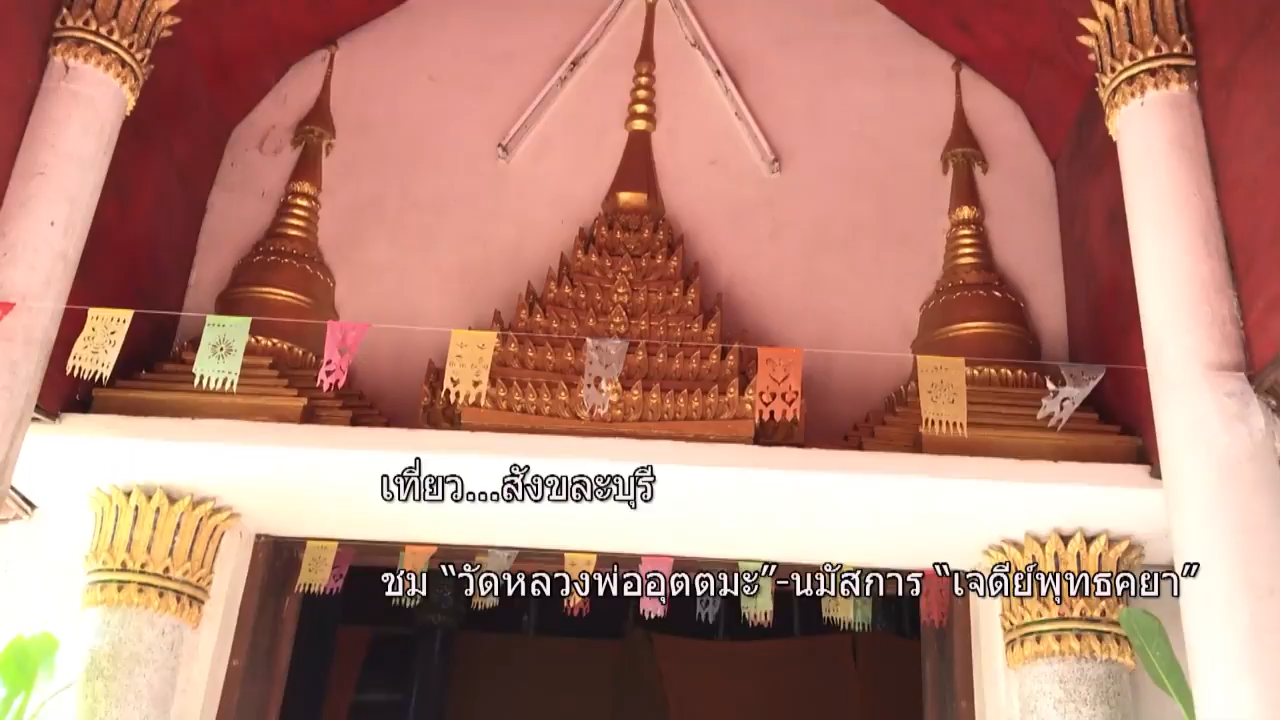 เที่ยว...สังขละบุรี
ชม “วัดหลวงพ่ออุตตมะ”-นมัสการ “เจดีย์พุทธคยา”